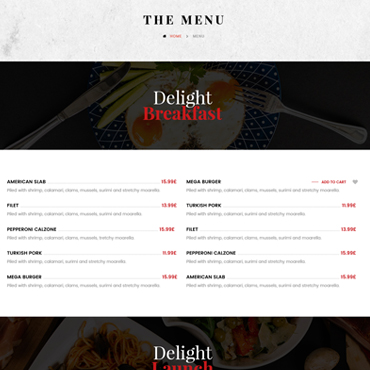 THE MENU
HOME
MENU
Delight
Breakfast
AMERICAN SLAB 15.99£
Filled with shrimp, calamari, clams, mussels, surimi and stretchy mozarella
FILET 13.99£
Filled with shrimp, calamari, clams, mussels, surimi and stretchy mozarella
PEPPERONI CALZONE 15.99£
Filled with shrimp, calamari, clams, mussels, stretchy mozarella
TURKISH PORK 11.99£
Filled with shrimp, calamari, surimi and stretchy mozarella
MEGA BURGER 15.99£
Filled with shrimp, calamari, clams, mussels, surimi and stretchy mozarella
MEGA BURGER ADD TO CART
Filled with shrimp, calamari, clams, mussels, surimi and stretchy mozarella
TURKISH PORK 11.99£
Filled with shrimp, calamari, surimi and stretchy mozarella
FILET 13.99£
Filled with shrimp, calamari, clams, mussels, surimi and stretchy mozarella
PEPPERONI CALZONE 15.99£
Filled with shrimp, calamari, clams, mussels, surimi and stretchy mozarella
AMERICAN SLAB 15.99£
Filled with shrimp, calamari, clams, mussels, surimi and stretchy mozarella
Delight
Launch